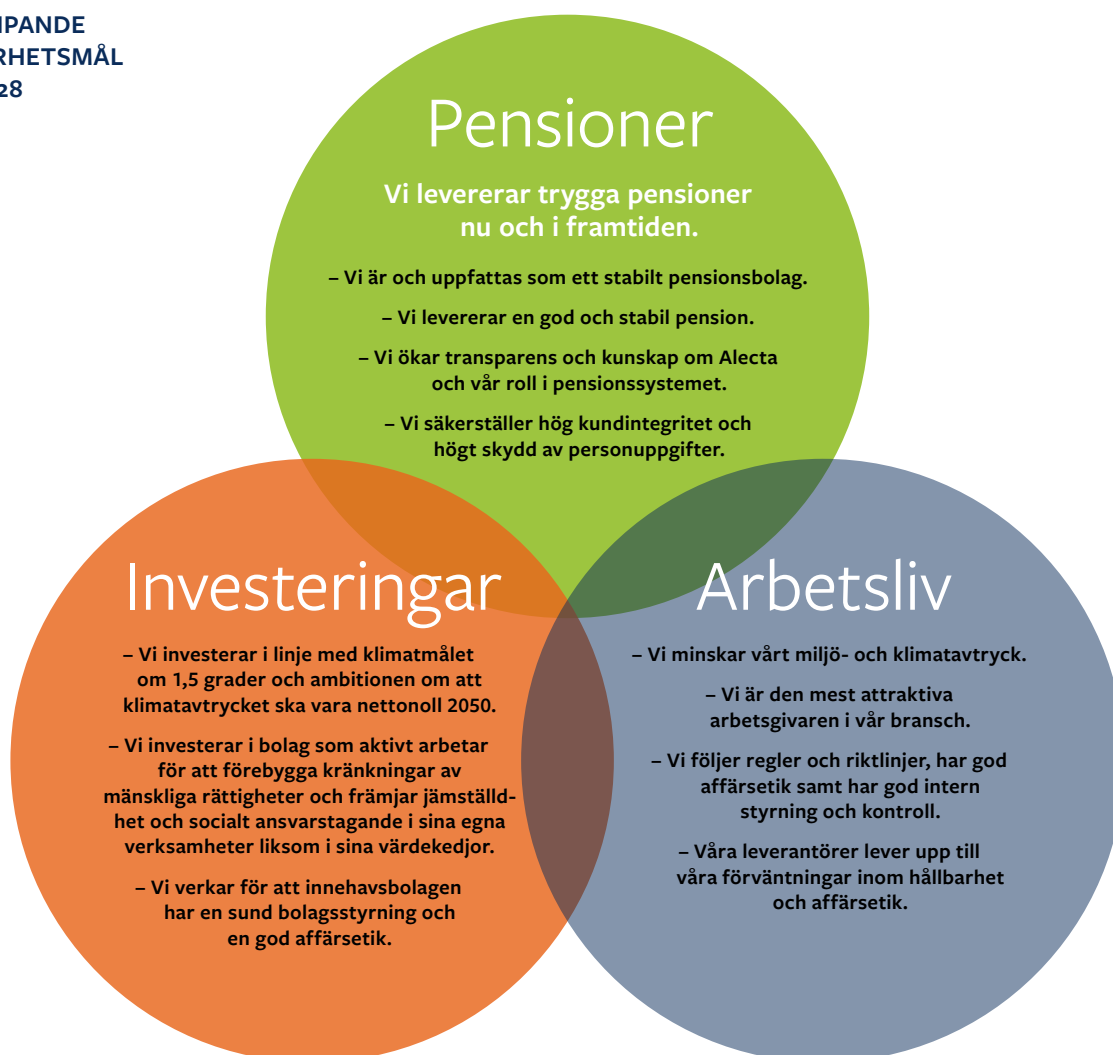 IPANDE
RHETSMÅL
28
Pensioner
Vi levererar trygga pensioner
nu och i framtiden.
– Vi är och uppfattas som ett stabilt pensionsbolag.
– Vi levererar en god och stabil pension.
– Vi ökar transparens och kunskap om Alecta
och vår roll i pensionssystemet.
– Vi säkerställer hög kundintegritet och
högt skydd av personuppgifter.
Investeringar
– Vi investerar i linje med klimatmålet
om 1,5 grader och ambitionen om att
klimatavtrycket ska vara nettonoll 2050.
– Vi investerar i bolag som aktivt arbetar
för att förebygga kränkningar av
mänskliga rättigheter och främjar jämställd-
het och socialt ansvarstagande i sina egna
verksamheter liksom i sina värdekedjor.
– Vi verkar för att innehavsbolagen
har en sund bolagsstyrning och
en god affärsetik.
Arbetsliv
– Vi minskar vårt miljö- och klimatavtryck.
– Vi är den mest attraktiva
arbetsgivaren i vår bransch.
– Vi följer regler och riktlinjer, har god
affärsetik samt har god intern
styrning och kontroll.
– Våra leverantörer lever upp till
våra förväntningar inom hållbarhet
och affärsetik.